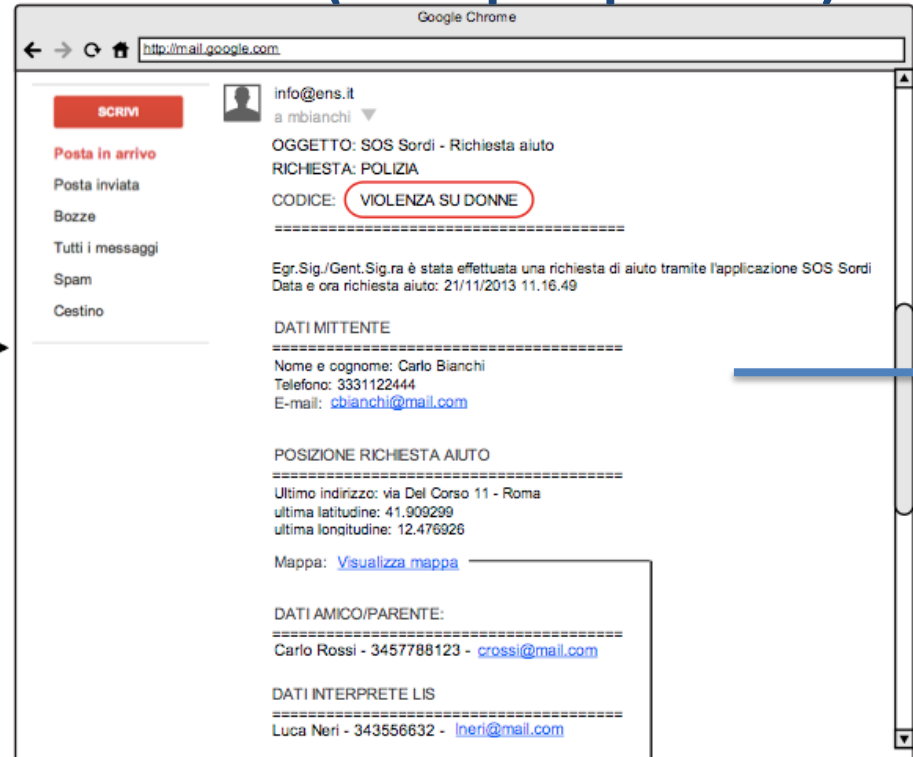 Google Chrome
http://mail.google.com
SCRIVI
Posta in arrivo
Posta inviata
Bozze
Tutti i messaggi
Spam
Cestino
info@ens.it
a mbianchi
OGGETTO: SOS Sordi - Richiesta aiuto
RICHIESTA: POLIZIA
CODICE: VIOLENZA SU DONNE
=======================================
Egr.Sig./Gent.Sig.ra è stata effettuata una richiesta di aiuto tramite l'applicazione SOS Sordi
Data e ora richiesta aiuto: 21/11/2013 11.16.49
DATI MITTENTE
=======================================
Nome e cognome: Carlo Bianchi
Telefono: 3331122444
E-mail: cbianchi@mail.com
POSIZIONE RICHIESTA AIUTO
=======================================
Ultimo indirizzo: via Del Corso 11 - Roma
ultima latitudine: 41.909299
ultima longitudine: 12.476926
Mappa: Visualizza mappa
DATI AMICO/PARENTE:
=======================================
Carlo Rossi - 3457788123 - crossi@mail.com
DATI INTERPRETE LIS
=======================================
Luca Neri - 343556632 - lneri@mail.com